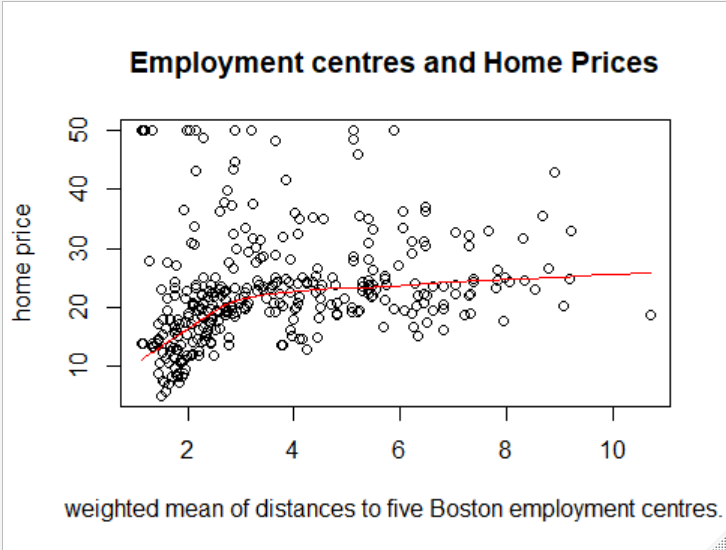 Employment centres and Home Prices
50
40
30
20
10
home price
2 4 6 8 10
weighted mean of distances to five Boston employment centres.